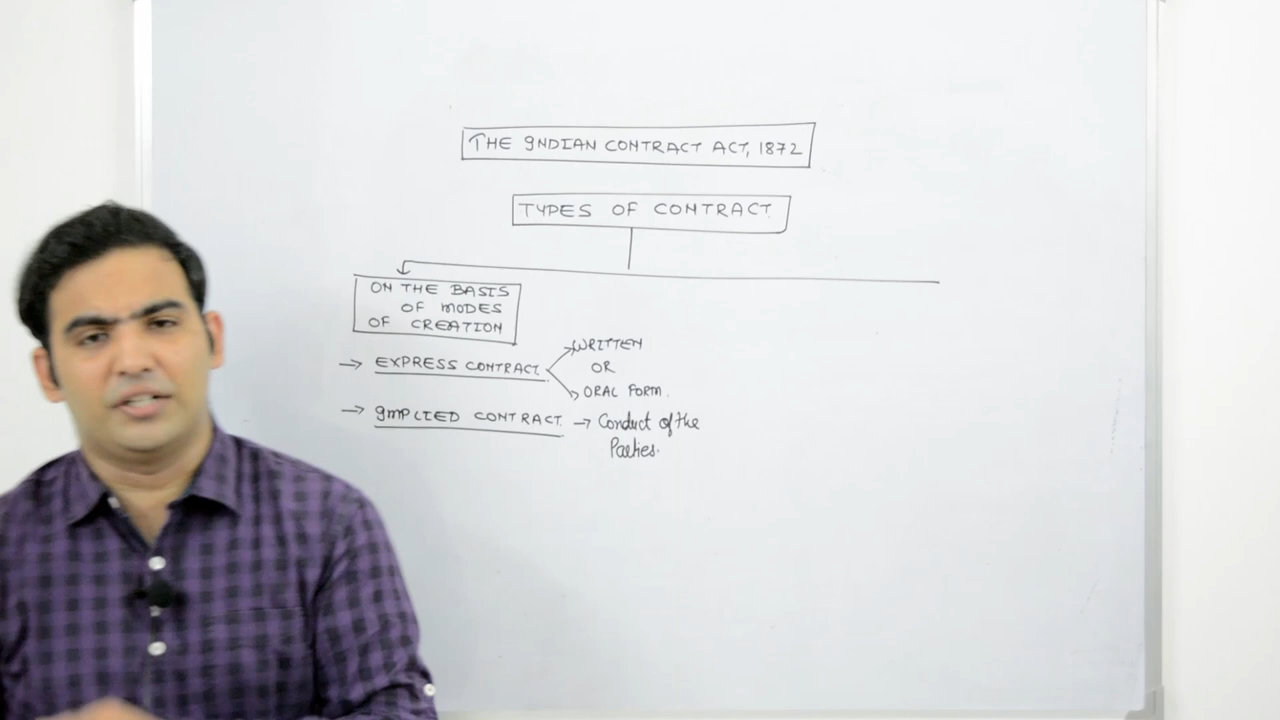 THE INDIAN CONTRACT ACT, 1872
TYPES OF CONTRACT
ON THE BASIS
OF MODES
OF CREATION
→ EXPRESS CONTRACT
WRITTEN
OR
ORAL FORM.
→ IMPLIED CONTRACT → Conduct of the
Parties.